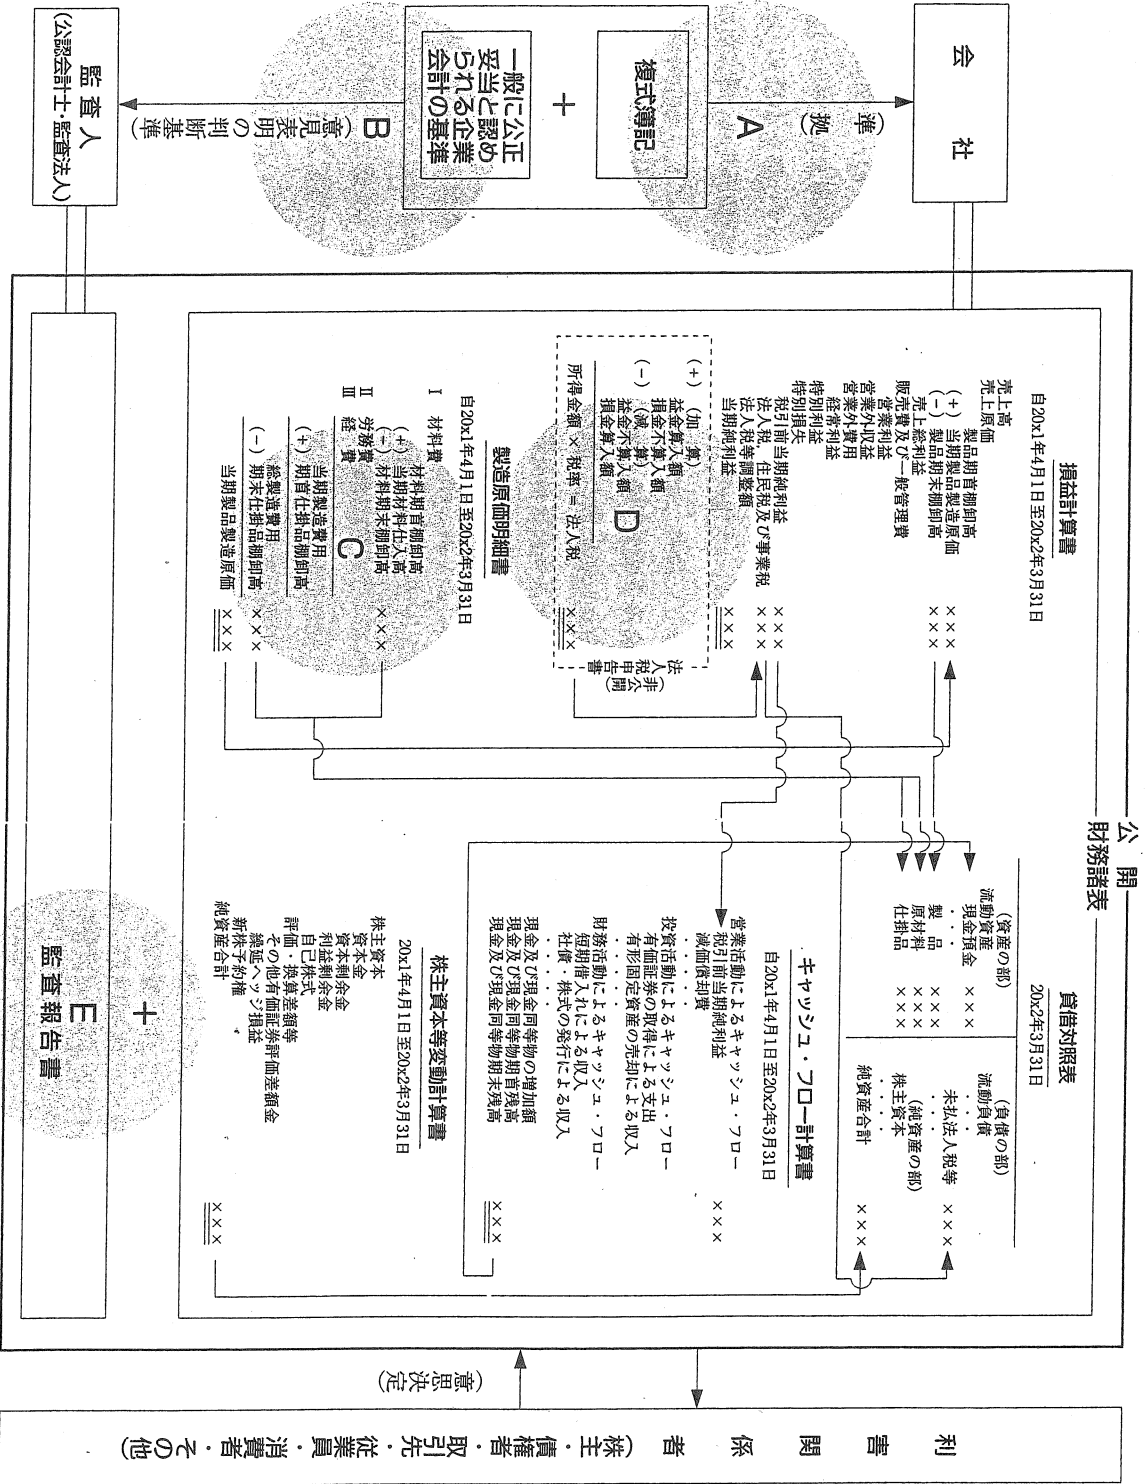 会　社
(準　拠)
A
複式簿記
＋
一般に公正
妥当と認め
られる企業
会計の基準
B
(意見表明の判断基準)
監 査 人
(公認会計士・監査法人)
公　開
財務諸表
損益計算書
自20x1年4月1日至20x2年3月31日
売上高
売上原価
製品期首棚卸高
(＋) 当期製品製造原価 ×××
(－) 製品期末棚卸高 ×××
売上総利益
販売費及び一般管理費
営業利益
営業外収益
営業外費用
経常利益
特別利益
特別損失
税引前当期純利益 ×××
法人税，住民税及び事業税 ×××
法人税等調整額
当期純利益 ×××
(＋) (加　算)
益金算入額
損金不算入額
(－) (減　算)
益金不算入額
損金算入額
D
所得金額 × 税率 ＝ 法人税 ×××
法人税申告書
(非公開)
製造原価明細書
自20x1年4月1日至20x2年3月31日
Ⅰ　材料費
材料期首棚卸高
(＋) 当期材料仕入高
(－) 材料期末棚卸高 ×××
Ⅱ　労務費
Ⅲ　経　費
C
当期製造費用
(＋) 期首仕掛品棚卸高
総製造費用
(－) 期末仕掛品棚卸高 ×××
当期製品製造原価 ×××
貸借対照表
20x2年3月31日
(資産の部)
流動資産
現金預金 ×××
・・・・
製　品 ×××
原材料 ×××
仕掛品 ×××
(負債の部)
流動負債
・・・・
未払法人税等 ×××
・・・・
(純資産の部)
株主資本
・・・・
純資産合計 ×××
キャッシュ・フロー計算書
自20x1年4月1日至20x2年3月31日
営業活動によるキャッシュ・フロー
税引前当期純利益 ×××
減価償却費
・・・・・
投資活動によるキャッシュ・フロー
有価証券の取得による支出
有形固定資産の売却による収入
・・・・・
財務活動によるキャッシュ・フロー
短期借入れによる収入
社債・株式の発行による収入
・・・・・
現金及び現金同等物の増加額
現金及び現金同等物期首残高
現金及び現金同等物期末残高 ×××
株主資本等変動計算書
20x1年4月1日至20x2年3月31日
株主資本
資本金
資本剰余金
利益剰余金
自己株式
評価・換算差額等
その他有価証券評価差額金
繰延ヘッジ損益
新株予約権
純資産合計 ×××
＋
E
監査報告書
(意思決定)
利　害　関　係　者　(株主・債権者・取引先・従業員・消費者・その他)